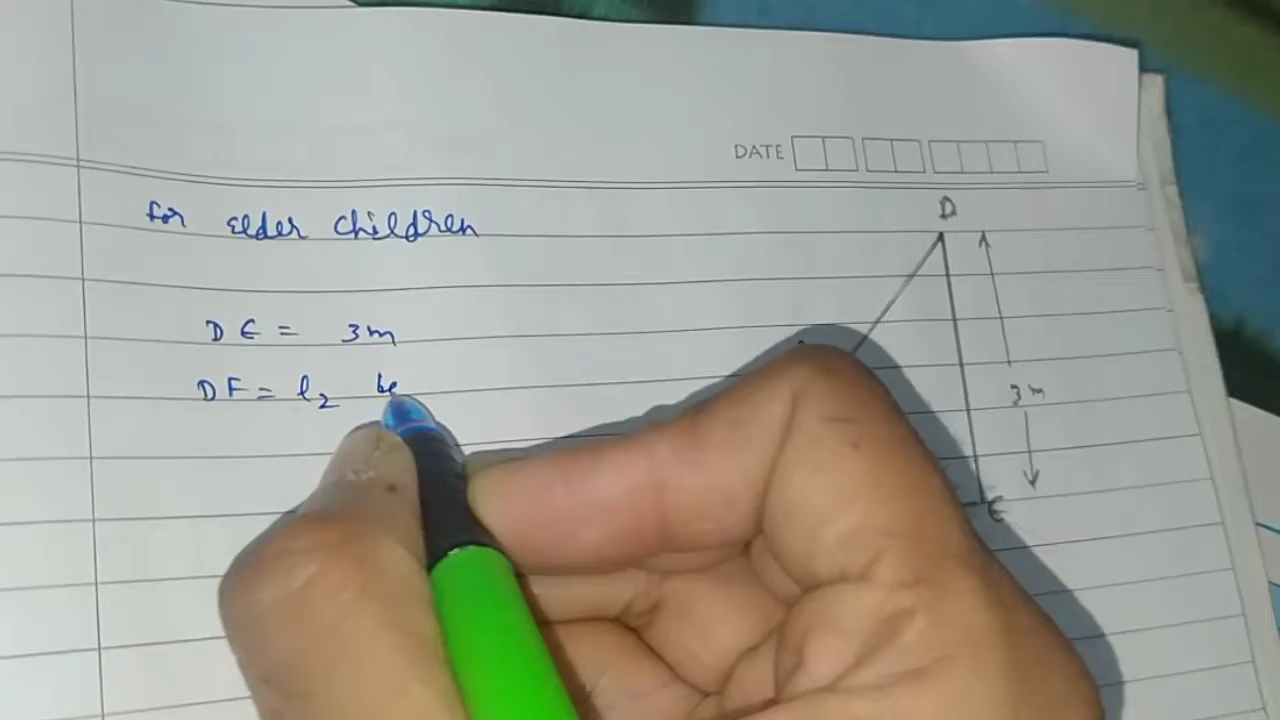 DATE
for elder children
D
DE = 3m
DF = l₂ be
3m
E